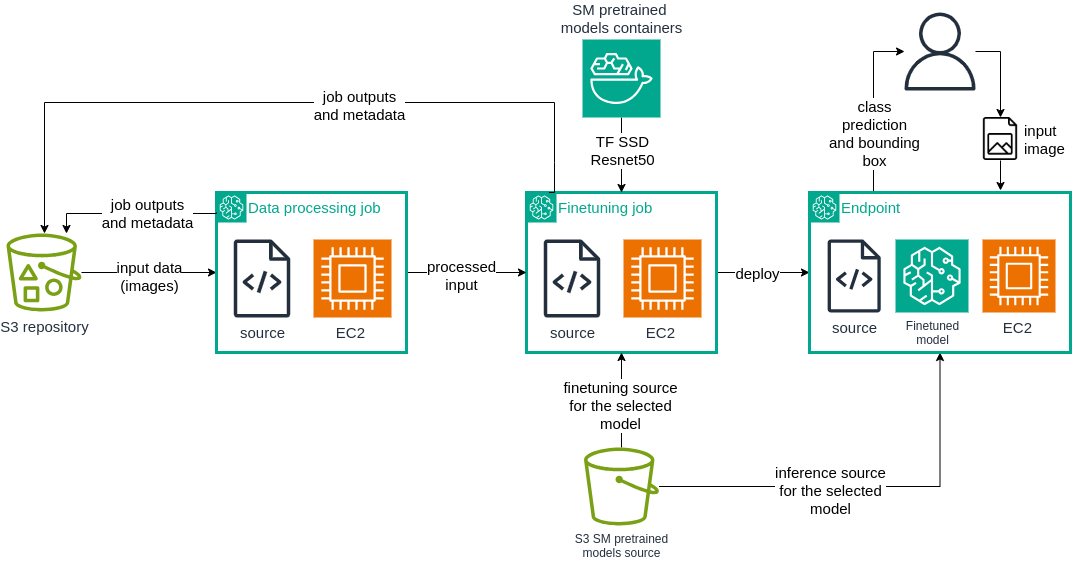 SM pretrained
models containers
job outputs
and metadata
TF SSD
Resnet50
class
prediction
and bounding
box
input
image
job outputs
and metadata
Data processing job
Finetuning job
Endpoint
input data
(images)
processed
input
deploy
S3 repository
source
EC2
source
EC2
source
Finetuned
model
EC2
finetuning source
for the selected
model
inference source
for the selected
model
S3 SM pretrained
models source